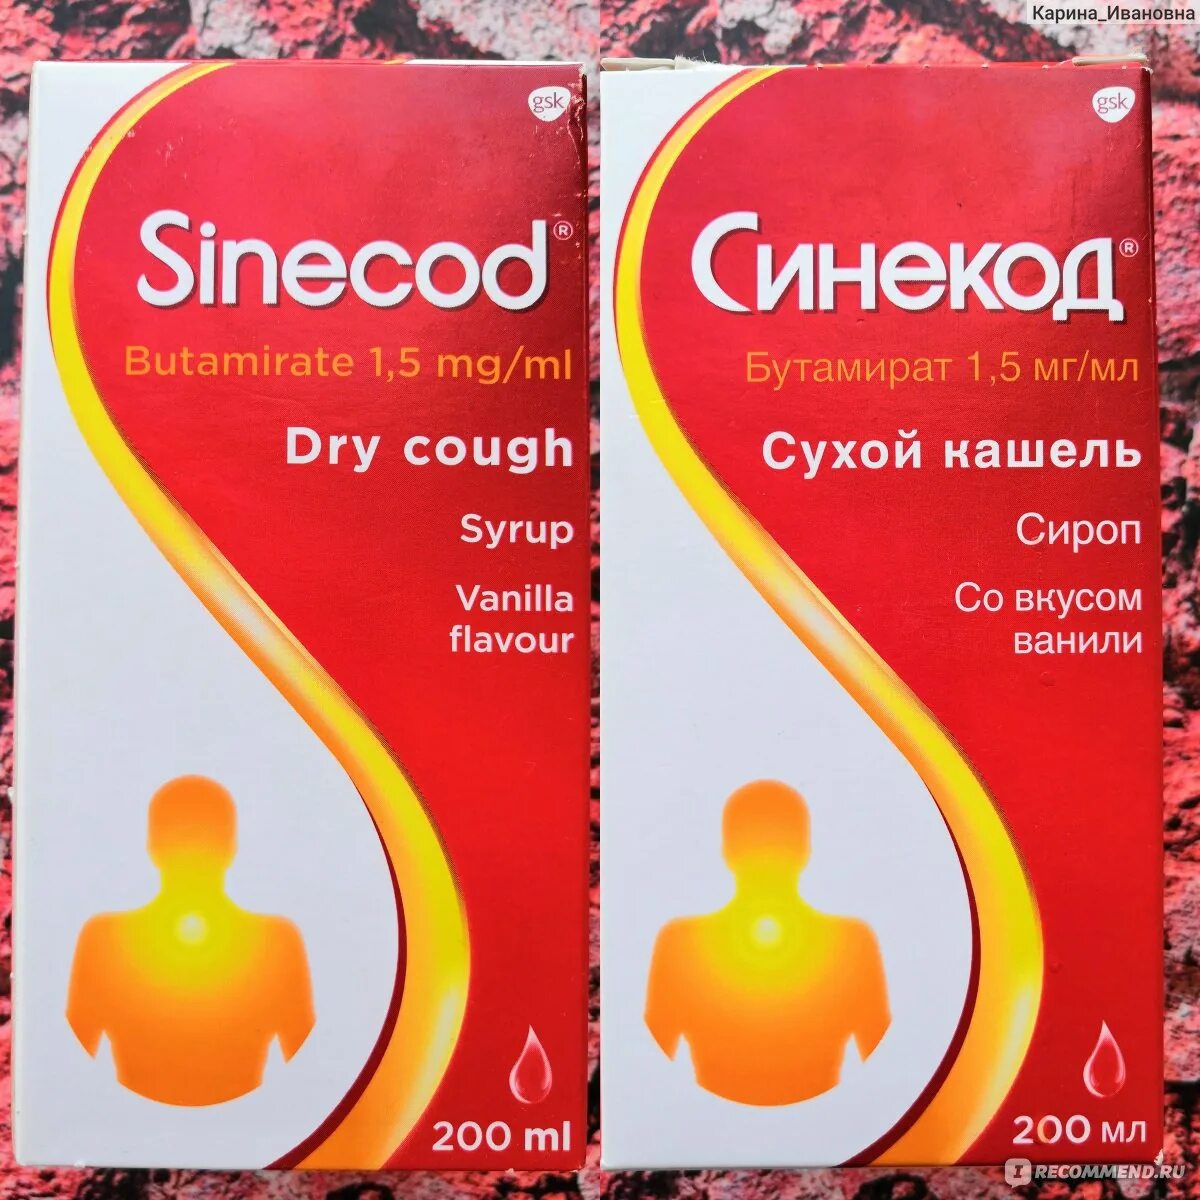 Карина_Ивановна
gsk
Sinecod®
Butamirate 1,5 mg/ml
Dry cough
Syrup
Vanilla
flavour
200 ml
gsk
Синекод®
Бутамират 1,5 мг/мл
Сухой кашель
Сироп
Со вкусом
ванили
200 мл
IRECOMMEND.RU